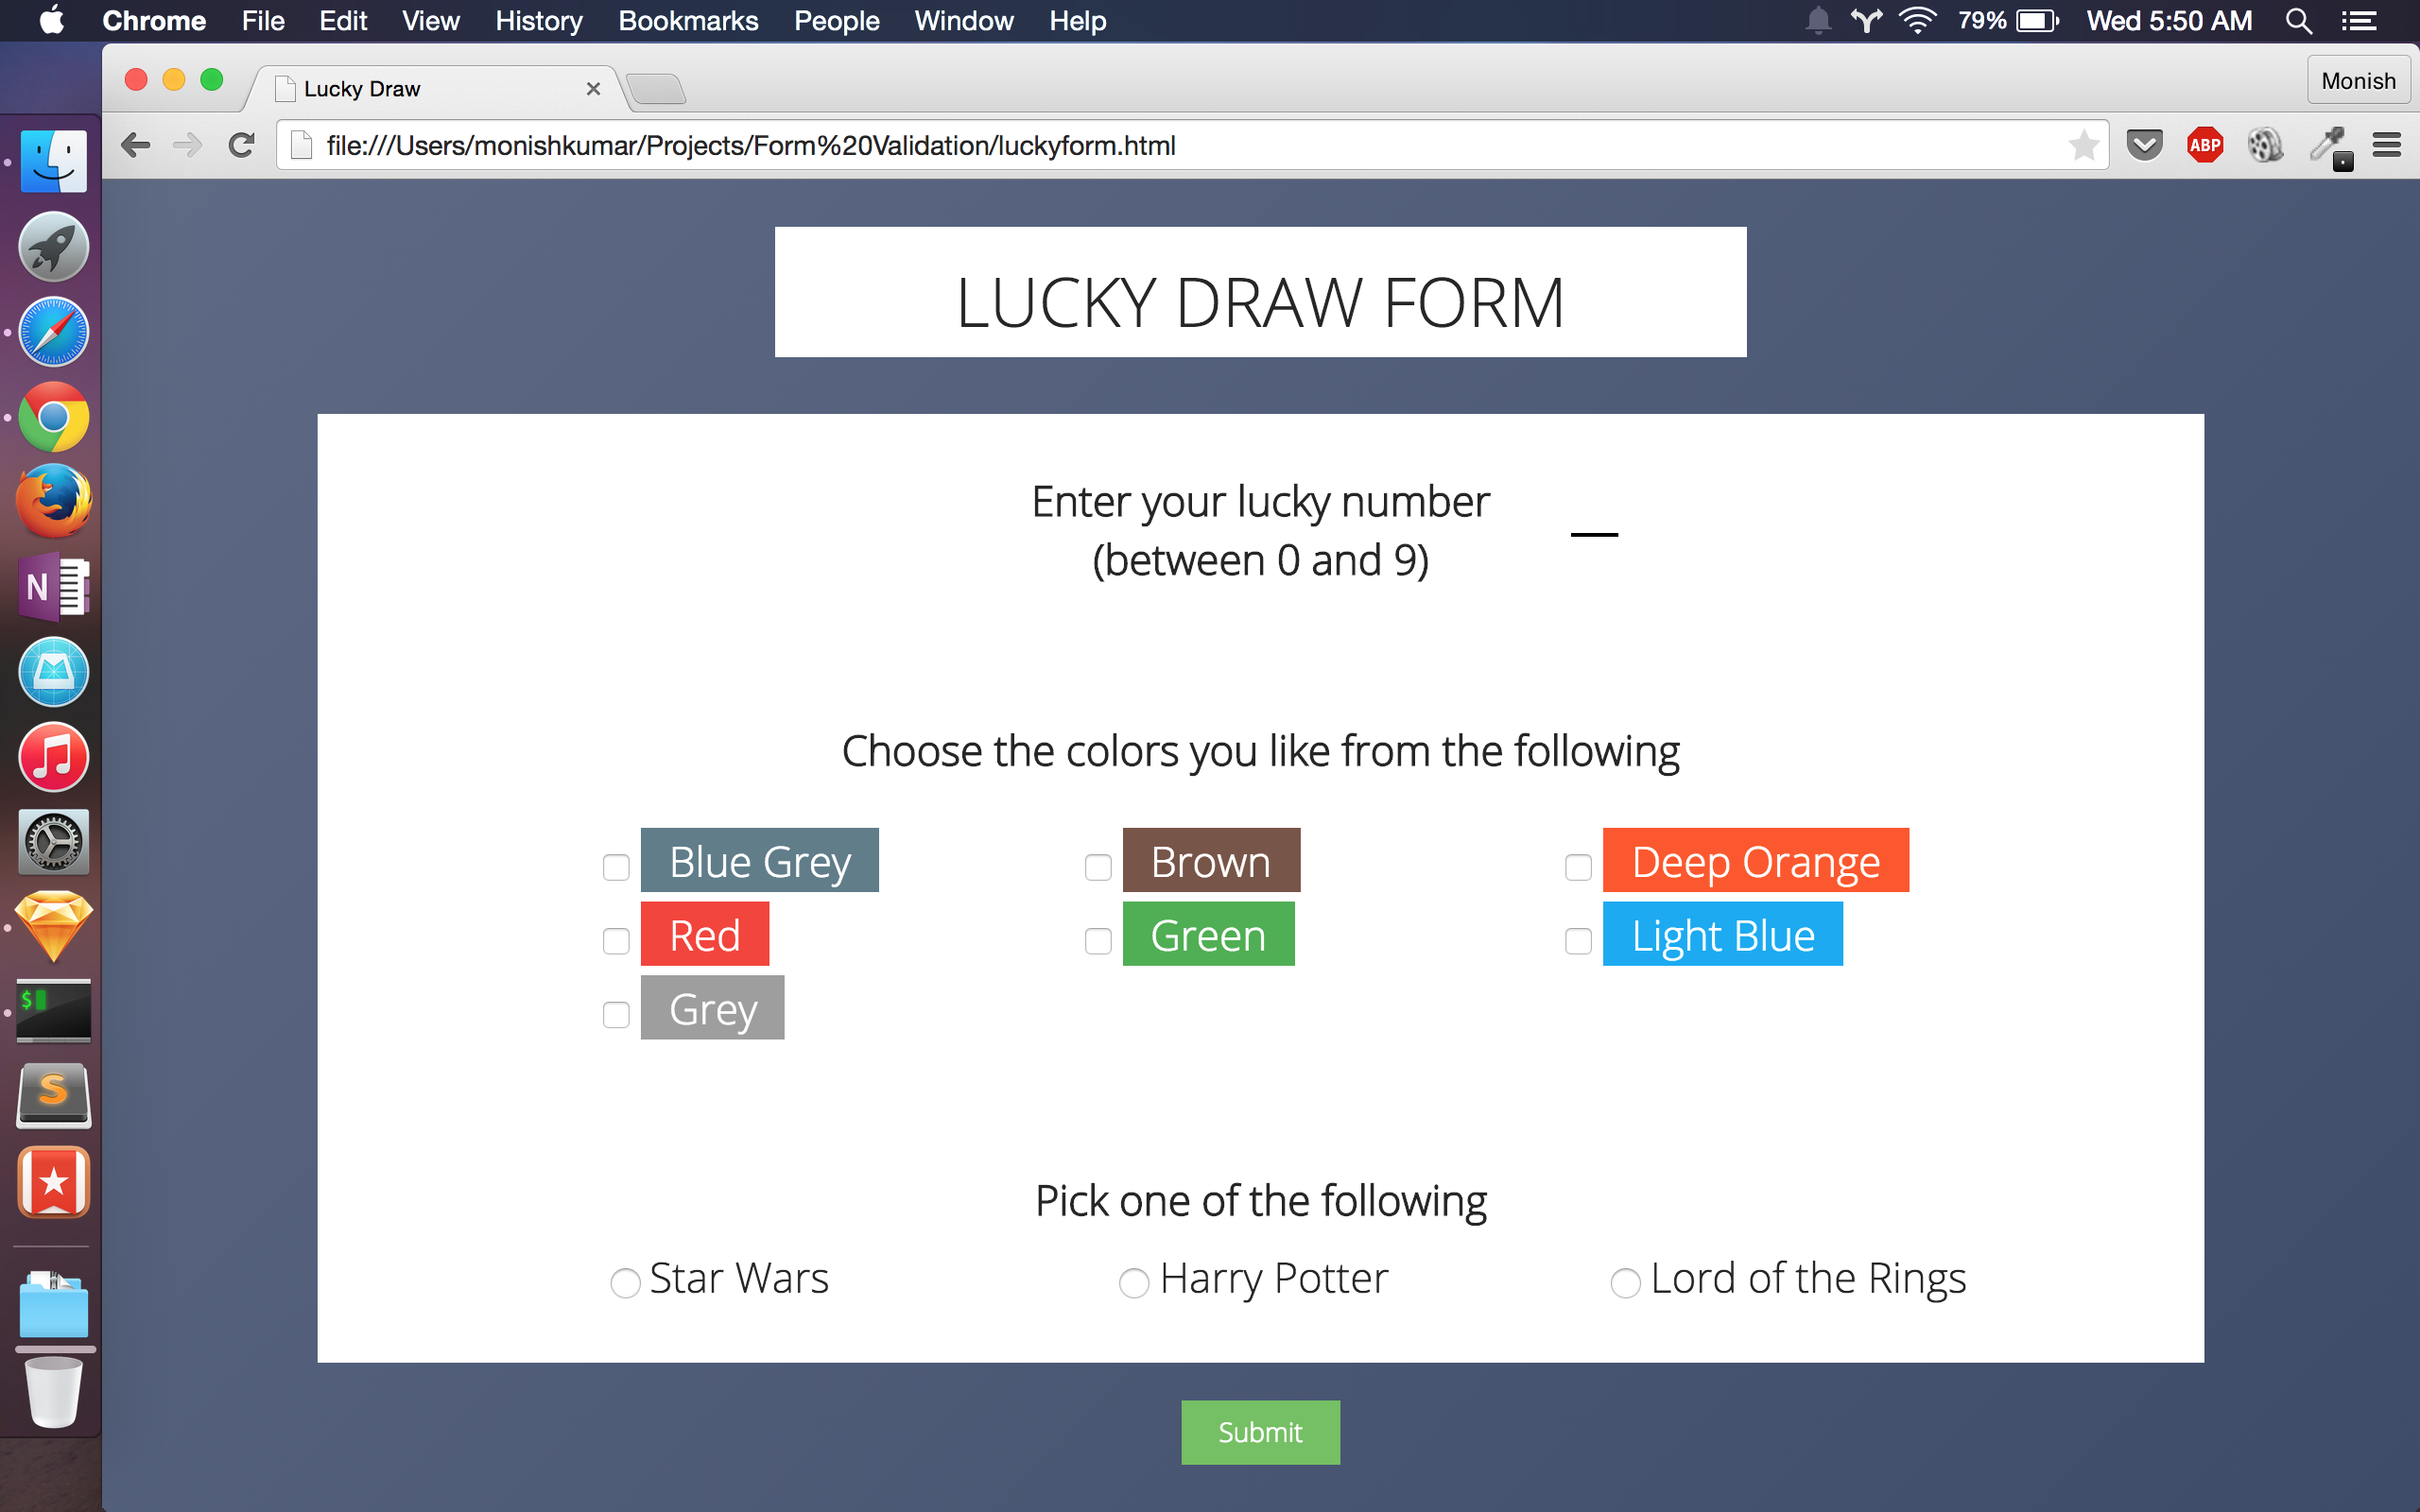 Chrome File Edit View History Bookmarks People Window Help 79% Wed 5:50 AM
Lucky Draw
Monish
file:///Users/monishkumar/Projects/Form%20Validation/luckyform.html
ABP
LUCKY DRAW FORM
Enter your lucky number
(between 0 and 9)
Choose the colors you like from the following
Blue Grey Brown Deep Orange
Red Green Light Blue
Grey
Pick one of the following
Star Wars Harry Potter Lord of the Rings
Submit
N
$
S